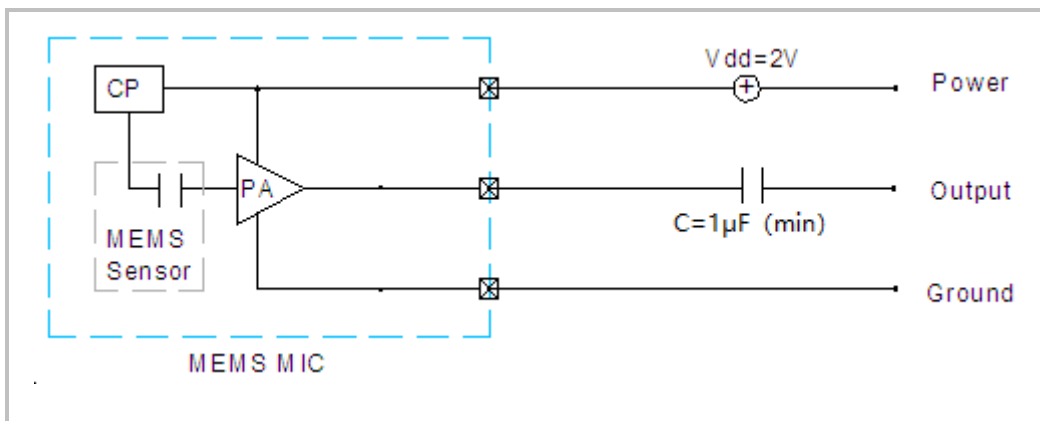 Vdd=2V
CP
Power
PA
Output
C=1μF (min)
MEMS
Sensor
Ground
MEMS MIC